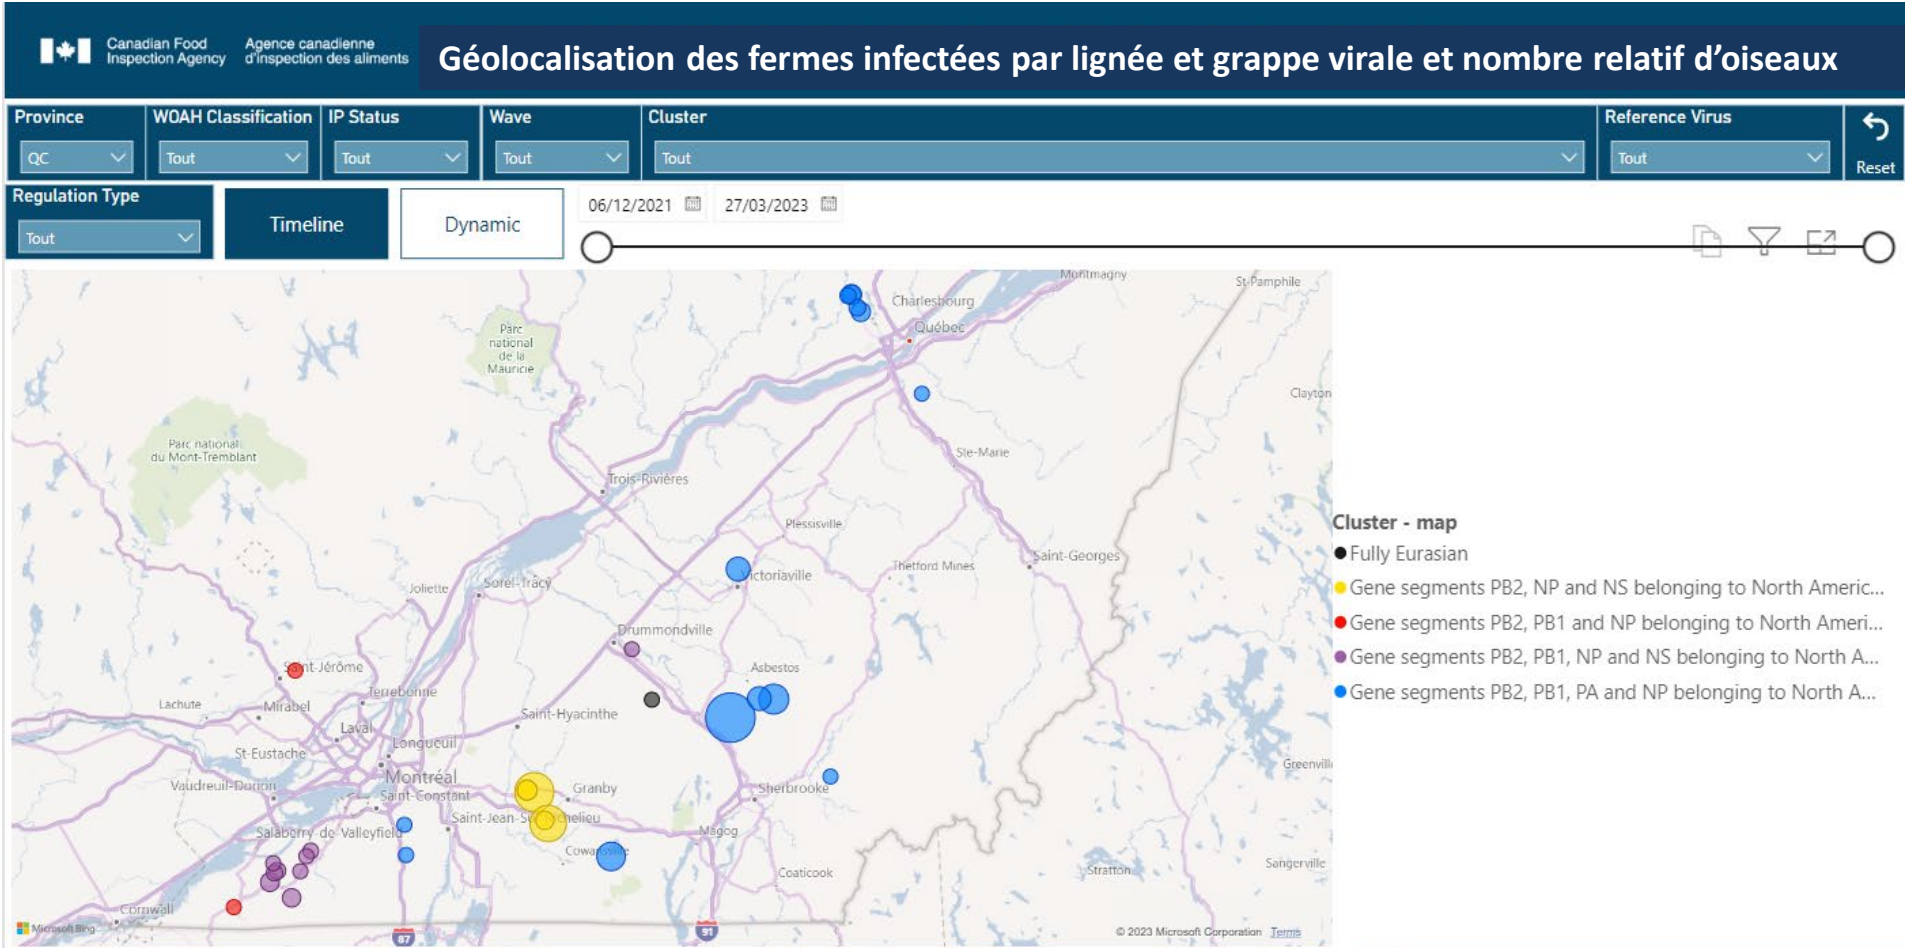 Canadian Food
Inspection Agency
Agence canadienne
d'inspection des aliments
Géolocalisation des fermes infectées par lignée et grappe virale et nombre relatif d'oiseaux
Province
WOAH Classification
IP Status
Wave
Cluster
Reference Virus
QC
Tout
Tout
Tout
Tout
Tout
Reset
Regulation Type
Tout
Timeline
Dynamic
06/12/2021
27/03/2023
Montmagny
St-Pamphile
Charlesbourg
Québec
Parc
national
de la
Mauricie
Clayton
Parc national
du Mont-Tremblant
Ste-Marie
Trois-Rivières
Plessisville
Saint-Georges
Thetford Mines
Victoriaville
Joliette
Sorel-Tracy
Drummondville
Asbestos
Saint-Jérôme
Terrebonne
Lachute
Mirabel
Saint-Hyacinthe
Laval
Longueuil
St-Eustache
Montréal
Greenvill
Vaudreuil-Dorion
Saint-Constant
Granby
Sherbrooke
Saint-Jean-S helieu
Salaberry-de-Valleyfield
Magog
Cowansville
Coaticook
Stratton
Sangerville
Cornwall
Microsoft Bing
87
91
© 2023 Microsoft Corporation Terms
Cluster - map
Fully Eurasian
Gene segments PB2, NP and NS belonging to North Americ...
Gene segments PB2, PB1 and NP belonging to North Ameri...
Gene segments PB2, PB1, NP and NS belonging to North A...
Gene segments PB2, PB1, PA and NP belonging to North A...